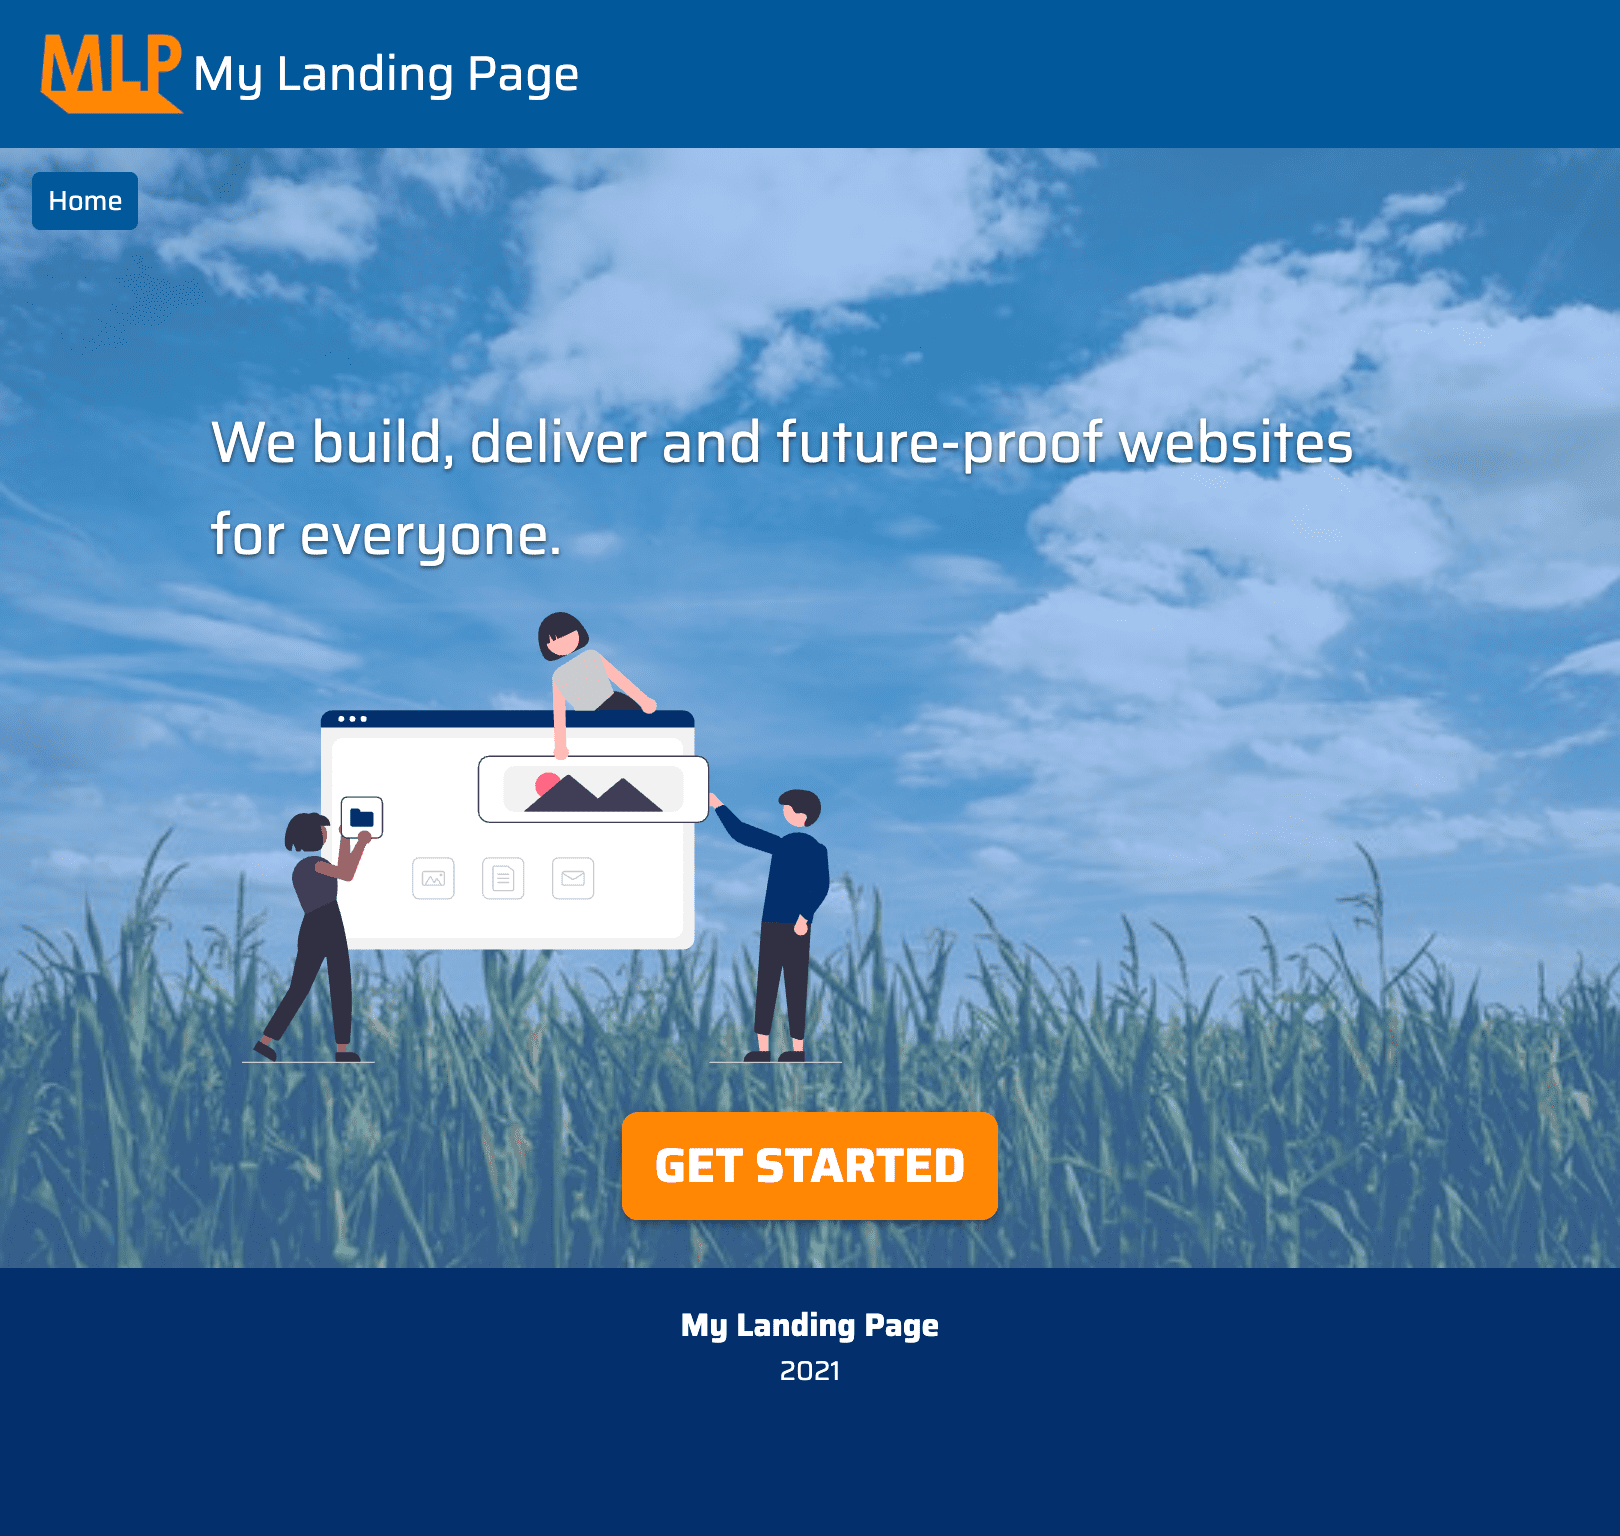 MLP My Landing Page
Home
We build, deliver and future-proof websites
for everyone.
GET STARTED
My Landing Page
2021